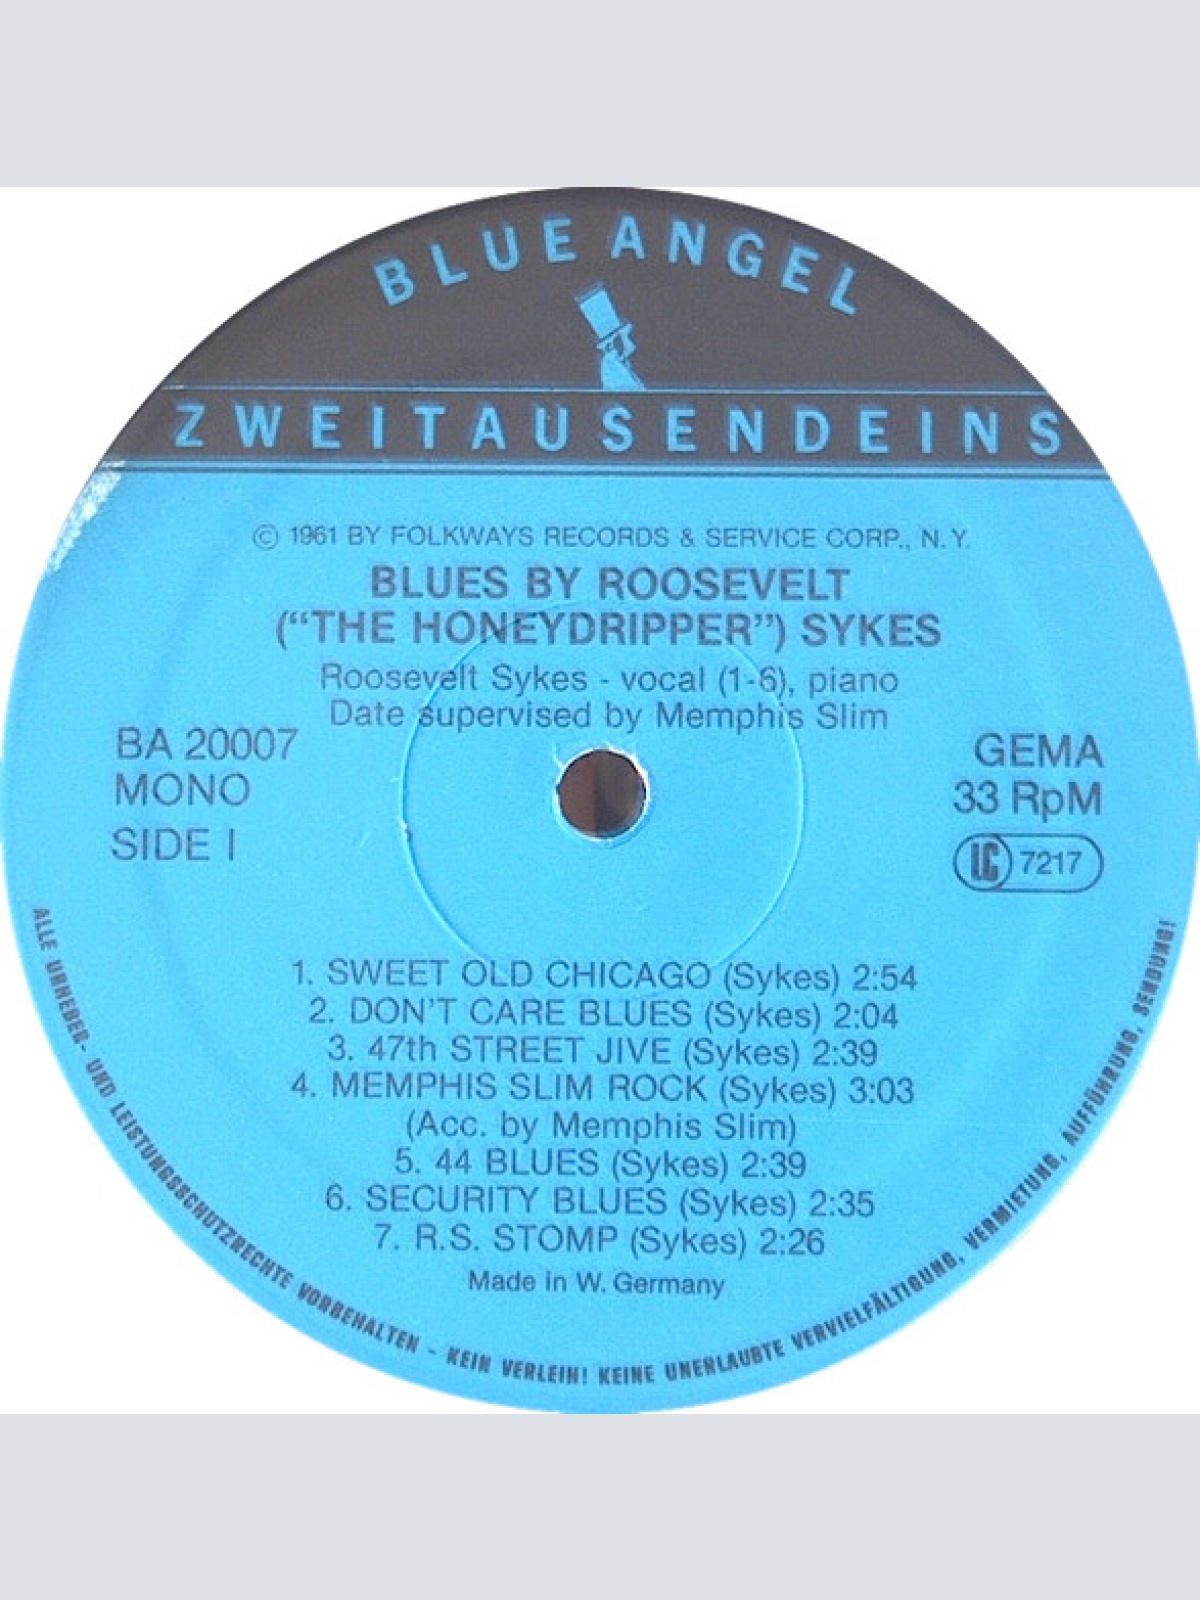 BLUE ANGEL
ZWEITAUSENDEINS
© 1961 BY FOLKWAYS RECORDS & SERVICE CORP., N.Y.
BLUES BY ROOSEVELT
(“THE HONEYDRIPPER”) SYKES
Roosevelt Sykes - vocal (1-6), piano
Date supervised by Memphis Slim
BA 20007
MONO
SIDE I
GEMA
33 RpM
LC 7217
1. SWEET OLD CHICAGO (Sykes) 2:54
2. DON'T CARE BLUES (Sykes) 2:04
3. 47th STREET JIVE (Sykes) 2:39
4. MEMPHIS SLIM ROCK (Sykes) 3:03
(Acc. by Memphis Slim)
5. 44 BLUES (Sykes) 2:39
6. SECURITY BLUES (Sykes) 2:35
7. R.S. STOMP (Sykes) 2:26
Made in W. Germany
ALLE URHEBER- UND LEISTUNGSSCHUTZRECHTE VORBEHALTEN - KEIN VERLEIH! KEINE UNERLAUBTE VERVIELFÄLTIGUNG, VERMIETUNG, AUFFÜHRUNG, SENDUNG!